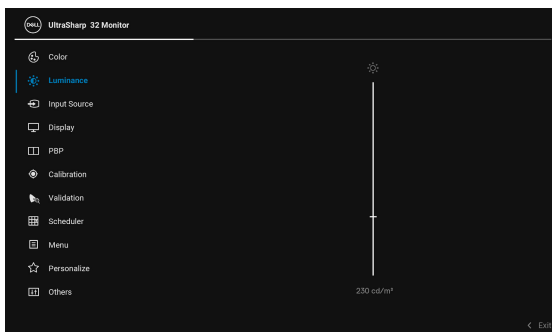 DELL UltraSharp 32 Monitor
Color
Luminance
Input Source
Display
PBP
Calibration
Validation
Scheduler
Menu
Personalize
Others
230 cd/m²
< Exit